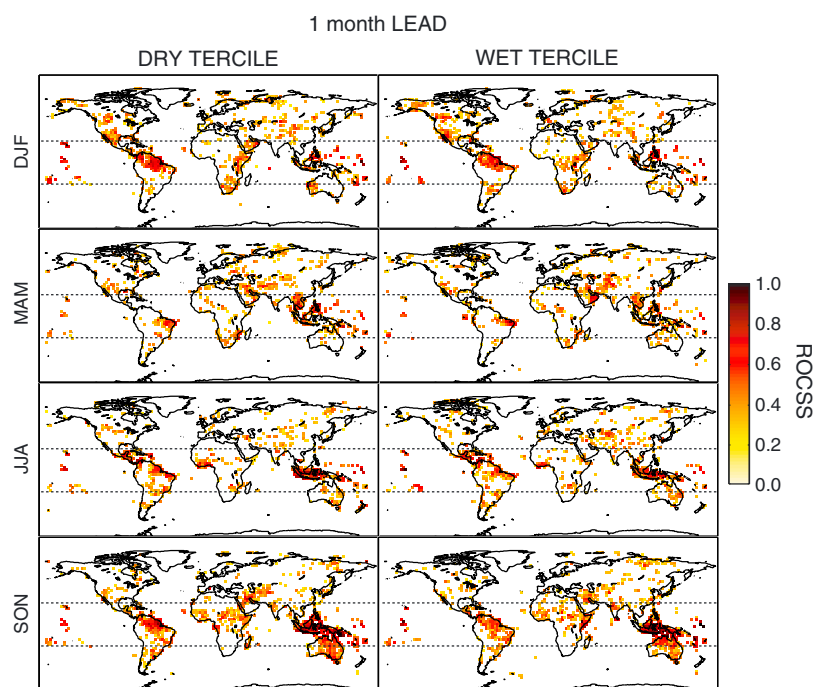 1 month LEAD
DRY TERCILE
WET TERCILE
DJF
MAM
JJA
SON
1.0
0.8
0.6
0.4
0.2
0.0
ROCSS